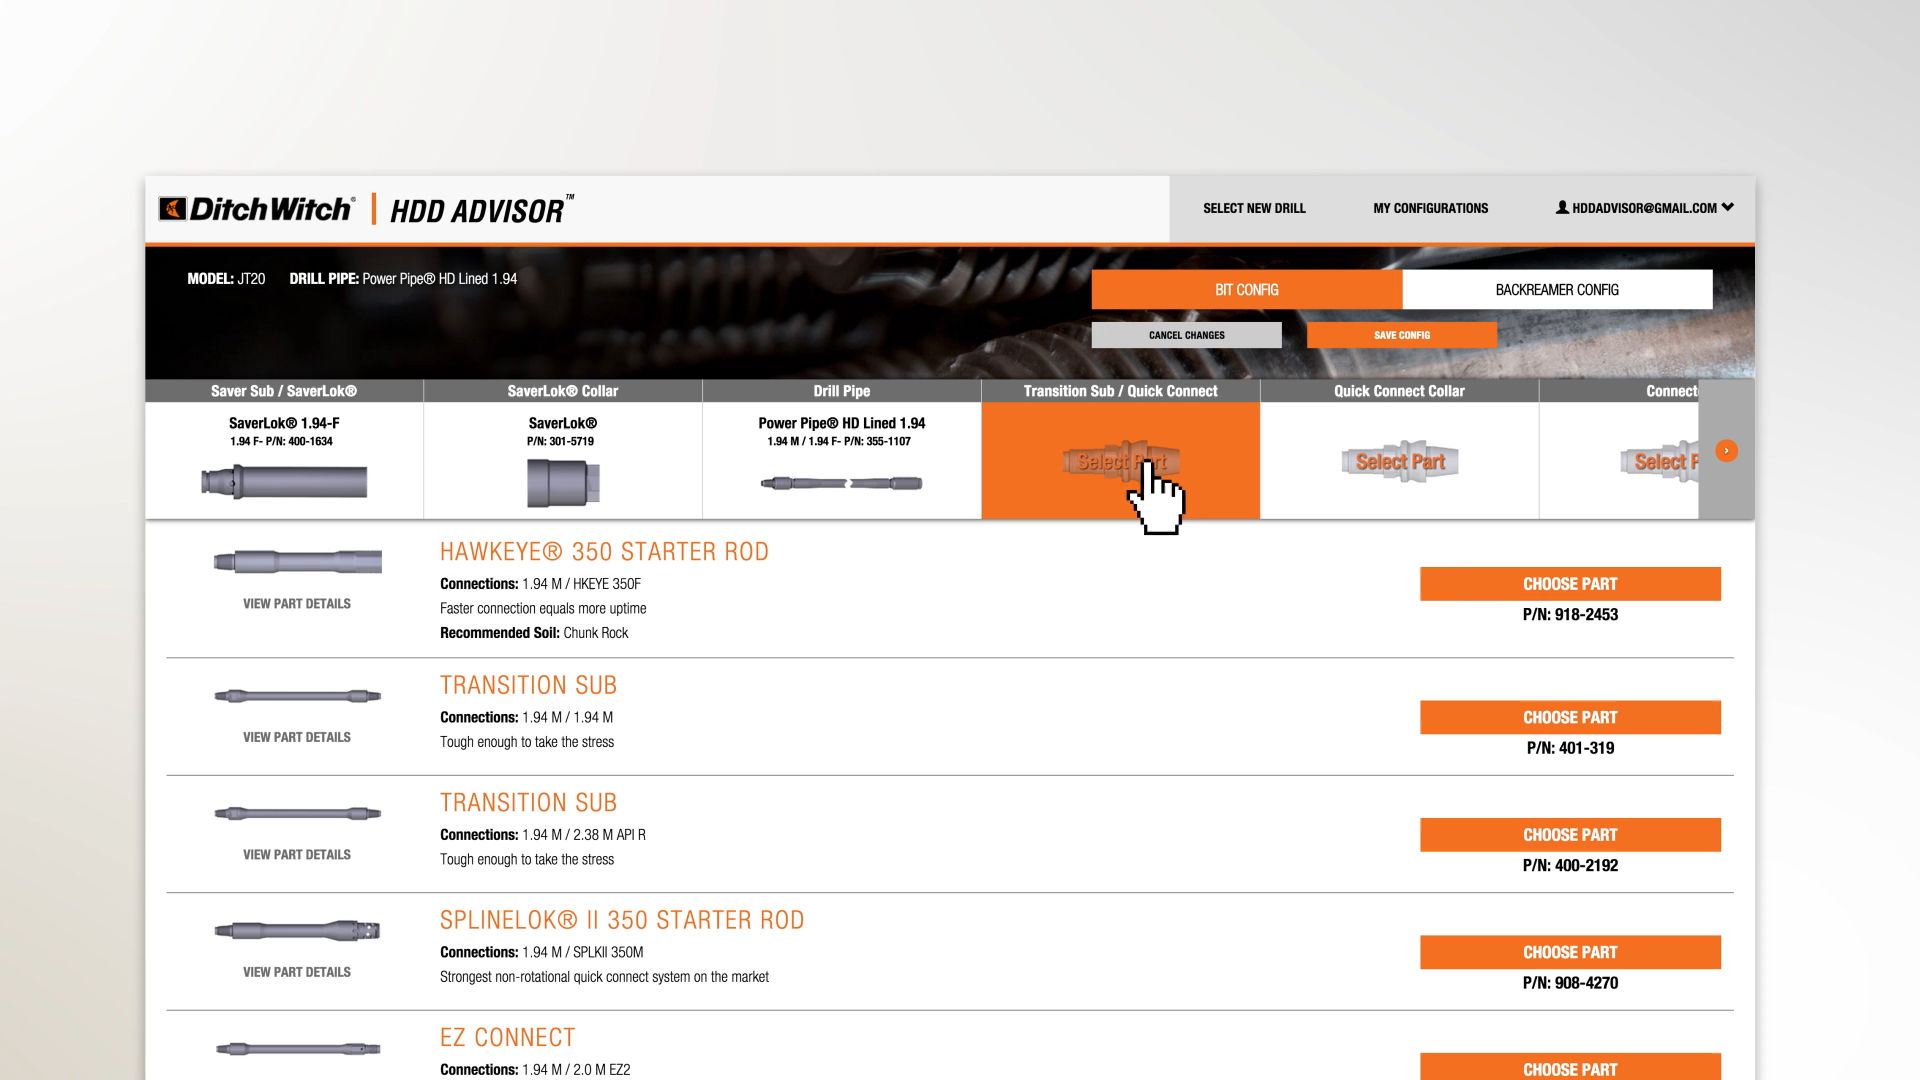 DitchWitch® | HDD ADVISOR™
SELECT NEW DRILL
MY CONFIGURATIONS
HDDADVISOR@GMAIL.COM
MODEL: JT20 DRILL PIPE: Power Pipe® HD Lined 1.94
BIT CONFIG
BACKREAMER CONFIG
CANCEL CHANGES
SAVE CONFIG
Saver Sub / SaverLok®
SaverLok® Collar
Drill Pipe
Transition Sub / Quick Connect
Quick Connect Collar
Connect
SaverLok® 1.94-F
1.94 F- P/N: 400-1634
SaverLok®
P/N: 301-5719
Power Pipe® HD Lined 1.94
1.94 M / 1.94 F- P/N: 355-1107
Select Part
Select Part
Select P
HAWKEYE® 350 STARTER ROD
Connections: 1.94 M / HKEYE 350F
Faster connection equals more uptime
Recommended Soil: Chunk Rock
VIEW PART DETAILS
CHOOSE PART
P/N: 918-2453
TRANSITION SUB
Connections: 1.94 M / 1.94 M
Tough enough to take the stress
VIEW PART DETAILS
CHOOSE PART
P/N: 401-319
TRANSITION SUB
Connections: 1.94 M / 2.38 M API R
Tough enough to take the stress
VIEW PART DETAILS
CHOOSE PART
P/N: 400-2192
SPLINELOK® II 350 STARTER ROD
Connections: 1.94 M / SPLKII 350M
Strongest non-rotational quick connect system on the market
VIEW PART DETAILS
CHOOSE PART
P/N: 908-4270
EZ CONNECT
Connections: 1.94 M / 2.0 M EZ2
CHOOSE PART